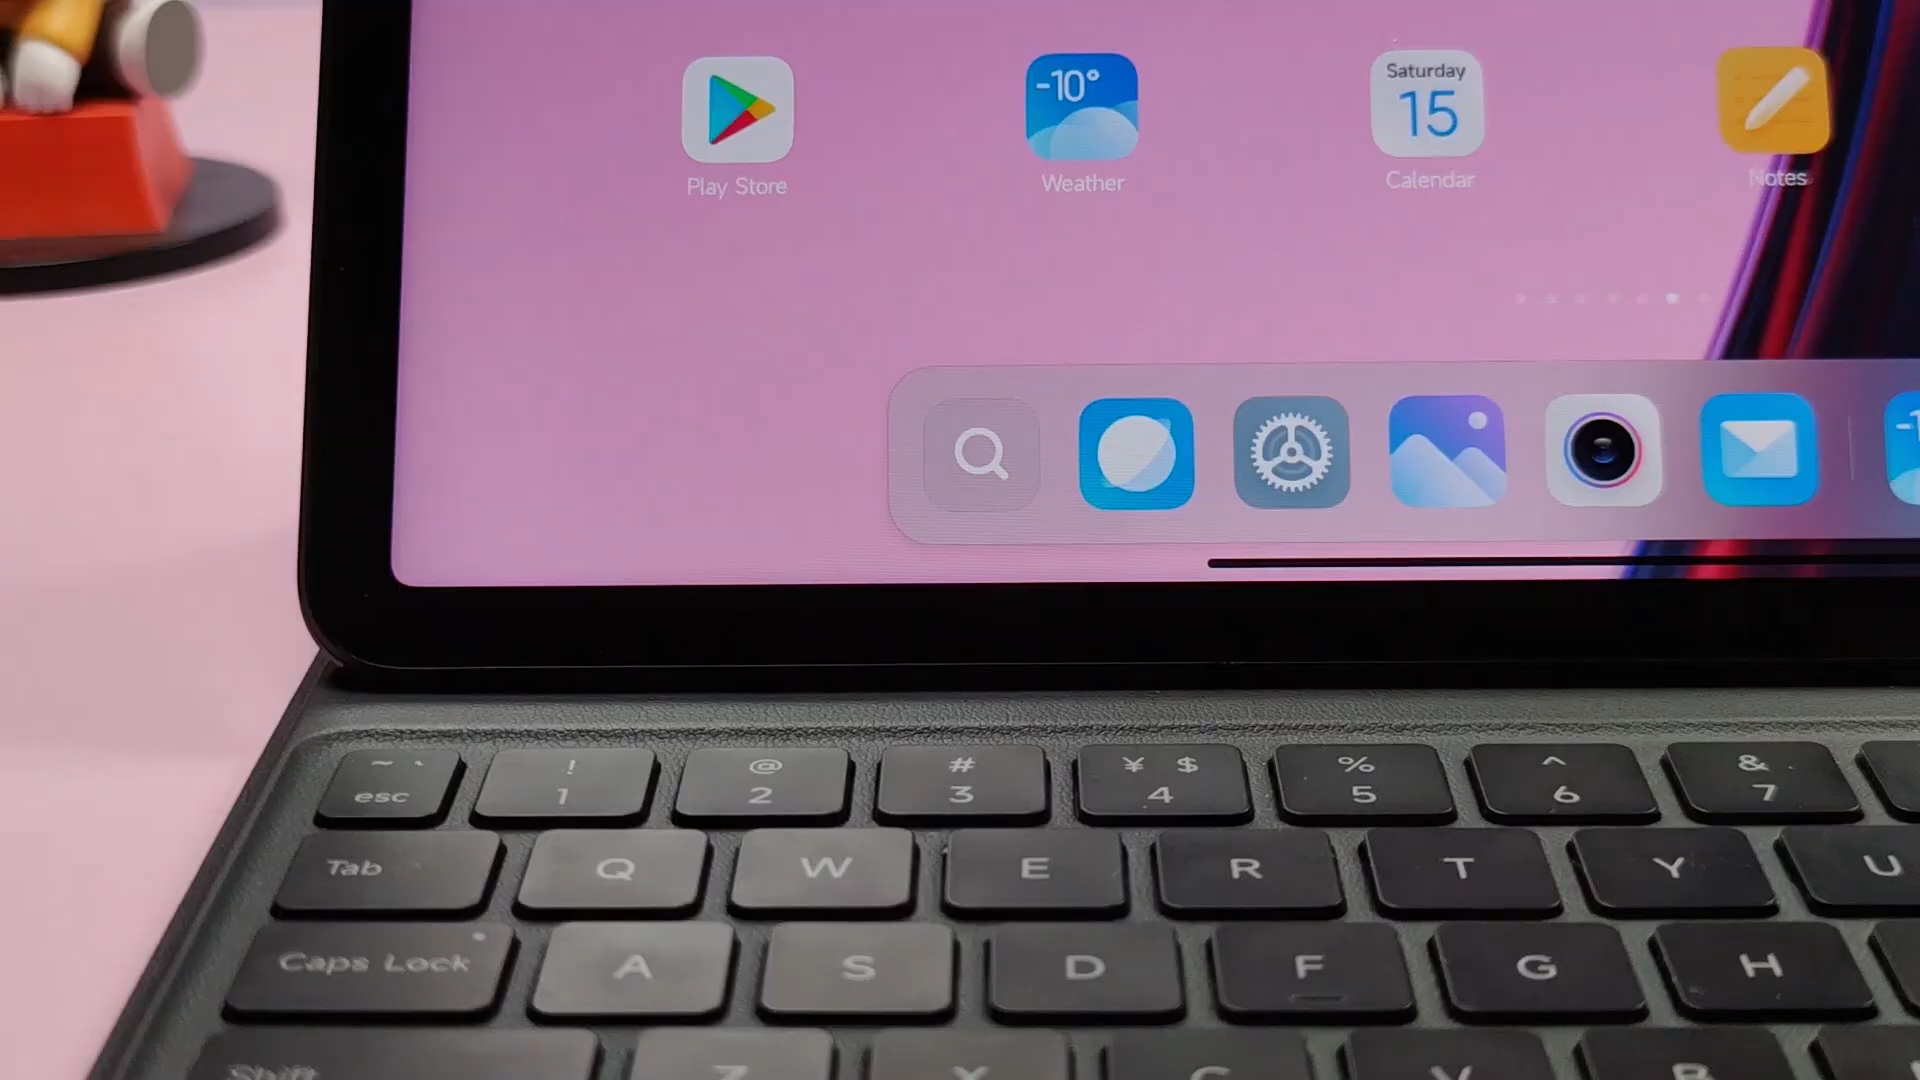 -10°
Saturday
15
Play Store
Weather
Calendar
Notes
~ `
esc
!
1
@
2
#
3
¥ $
4
%
5
^
6
&
7
Tab
Q
W
E
R
T
Y
U
Caps Lock
A
S
D
F
G
H
Shift
Z
X
C
V
B